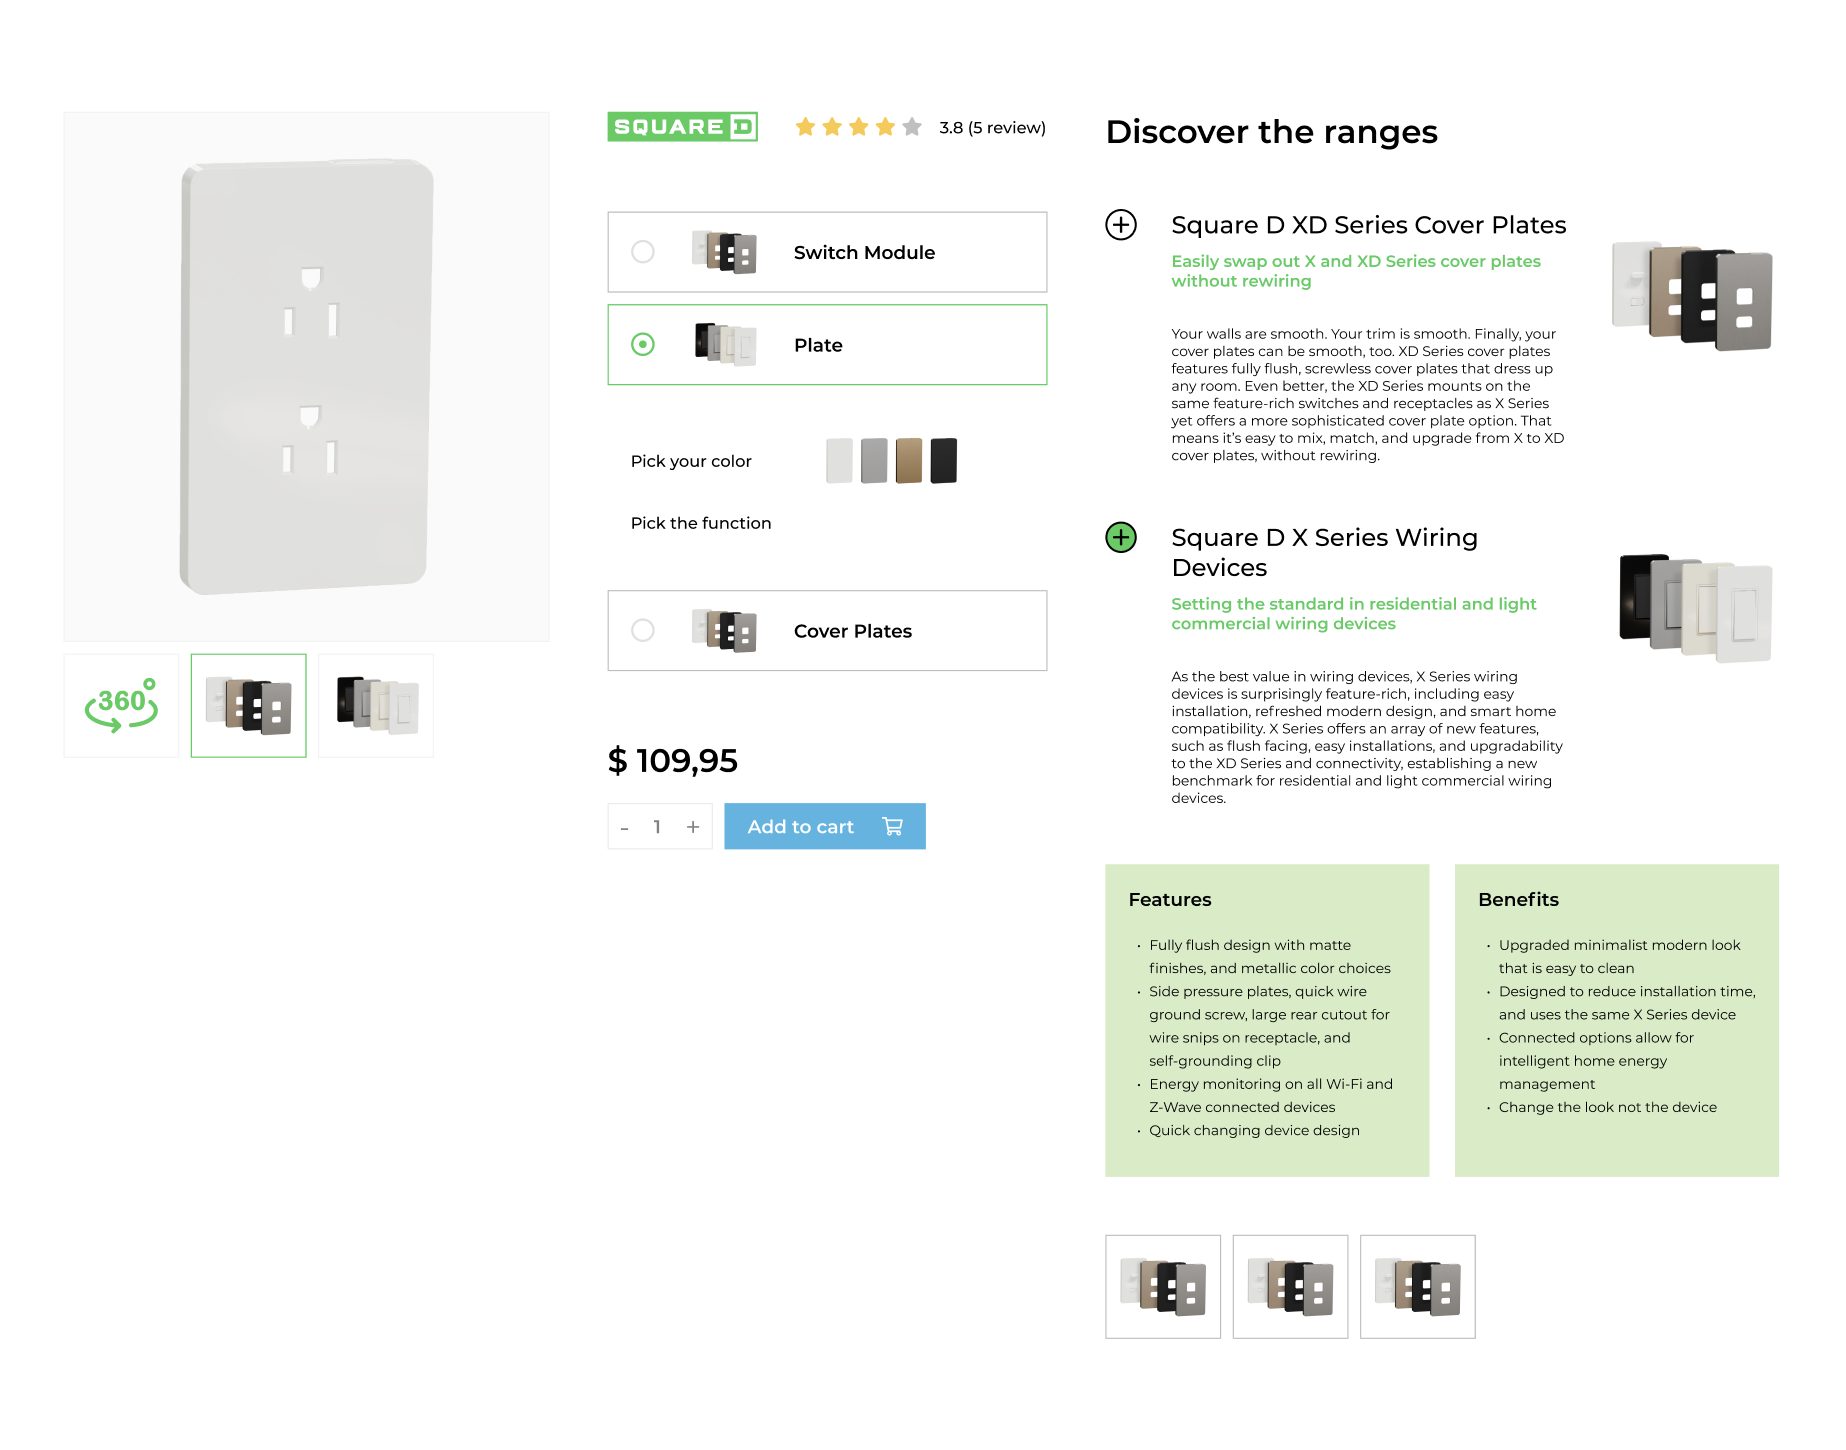 SQUARE D
3.8 (5 review)
Switch Module
Plate
Pick your color
Pick the function
Cover Plates
360°
$ 109,95
- 1 +
Add to cart
Discover the ranges
Square D XD Series Cover Plates
Easily swap out X and XD Series cover plates
without rewiring
Your walls are smooth. Your trim is smooth. Finally, your
cover plates can be smooth, too. XD Series cover plates
features fully flush, screwless cover plates that dress up
any room. Even better, the XD Series mounts on the
same feature-rich switches and receptacles as X Series
yet offers a more sophisticated cover plate option. That
means it’s easy to mix, match, and upgrade from X to XD
cover plates, without rewiring.
Square D X Series Wiring
Devices
Setting the standard in residential and light
commercial wiring devices
As the best value in wiring devices, X Series wiring
devices is surprisingly feature-rich, including easy
installation, refreshed modern design, and smart home
compatibility. X Series offers an array of new features,
such as flush facing, easy installations, and upgradability
to the XD Series and connectivity, establishing a new
benchmark for residential and light commercial wiring
devices.
Features
• Fully flush design with matte
finishes, and metallic color choices
• Side pressure plates, quick wire
ground screw, large rear cutout for
wire snips on receptacle, and
self-grounding clip
• Energy monitoring on all Wi-Fi and
Z-Wave connected devices
• Quick changing device design
Benefits
• Upgraded minimalist modern look
that is easy to clean
• Designed to reduce installation time,
and uses the same X Series device
• Connected options allow for
intelligent home energy
management
• Change the look not the device